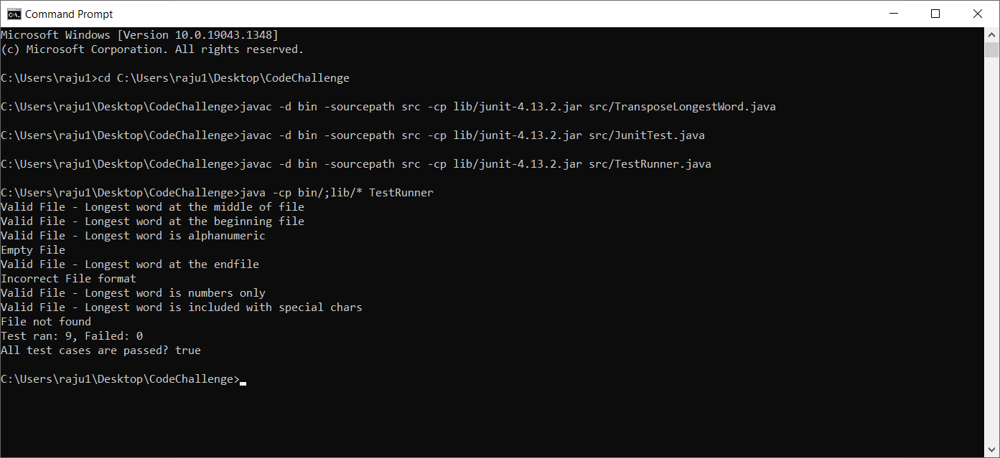 Command Prompt
Microsoft Windows [Version 10.0.19043.1348]
(c) Microsoft Corporation. All rights reserved.
C:\Users\raju1>cd C:\Users\raju1\Desktop\CodeChallenge
C:\Users\raju1\Desktop\CodeChallenge>javac -d bin -sourcepath src -cp lib/junit-4.13.2.jar src/TransposeLongestWord.java
C:\Users\raju1\Desktop\CodeChallenge>javac -d bin -sourcepath src -cp lib/junit-4.13.2.jar src/JunitTest.java
C:\Users\raju1\Desktop\CodeChallenge>javac -d bin -sourcepath src -cp lib/junit-4.13.2.jar src/TestRunner.java
C:\Users\raju1\Desktop\CodeChallenge>java -cp bin/;lib/* TestRunner
Valid File - Longest word at the middle of file
Valid File - Longest word at the beginning file
Valid File - Longest word is alphanumeric
Empty File
Valid File - Longest word at the endfile
Incorrect File format
Valid File - Longest word is numbers only
Valid File - Longest word is included with special chars
File not found
Test ran: 9, Failed: 0
All test cases are passed? true
C:\Users\raju1\Desktop\CodeChallenge>